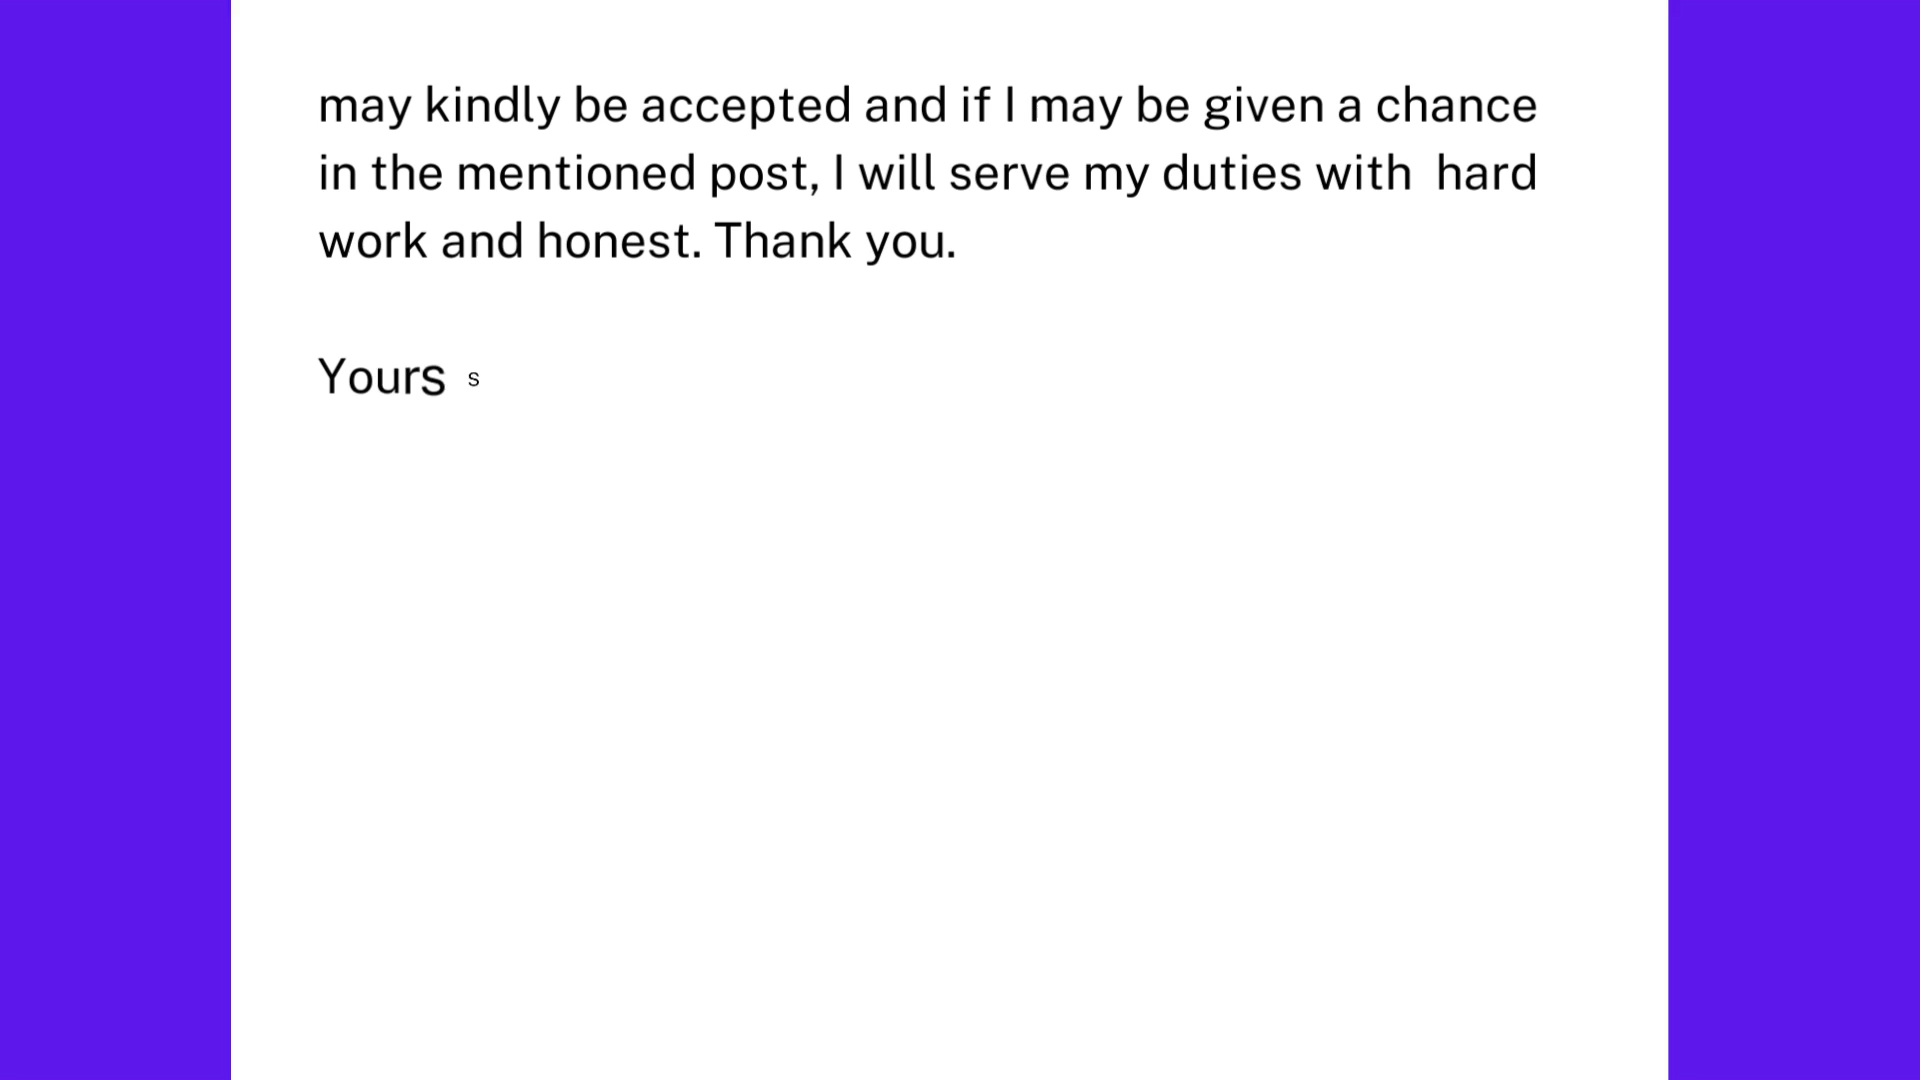 may kindly be accepted and if I may be given a chance
in the mentioned post, I will serve my duties with  hard
work and honest. Thank you.
Yours s